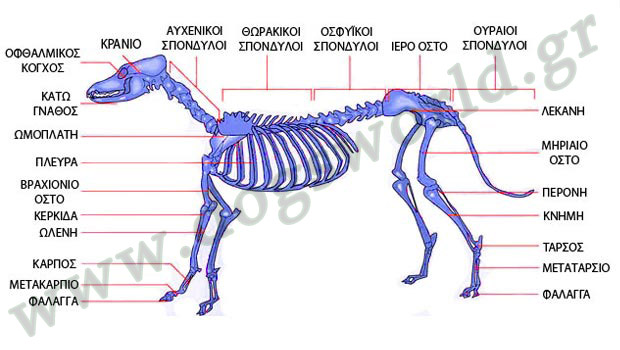 ΟΦΘΑΛΜΙΚΟΣ
ΚΟΓΧΟΣ
ΚΡΑΝΙΟ
ΑΥΧΕΝΙΚΟΙ
ΣΠΟΝΔΥΛΟΙ
ΘΩΡΑΚΙΚΟΙ
ΣΠΟΝΔΥΛΟΙ
ΟΣΦΥΪΚΟΙ
ΣΠΟΝΔΥΛΟΙ
ΙΕΡΟ ΟΣΤΟ
ΟΥΡΑΙΟΙ
ΣΠΟΝΔΥΛΟΙ
ΚΑΤΩ
ΓΝΑΘΟΣ
ΩΜΟΠΛΑΤΗ
ΠΛΕΥΡΑ
ΒΡΑΧΙΟΝΙΟ
ΟΣΤΟ
ΚΕΡΚΙΔΑ
ΩΛΕΝΗ
ΚΑΡΠΟΣ
ΜΕΤΑΚΑΡΠΙΟ
ΦΑΛΑΓΓΑ
ΛΕΚΑΝΗ
ΜΗΡΙΑΙΟ
ΟΣΤΟ
ΠΕΡΟΝΗ
ΚΝΗΜΗ
ΤΑΡΣΟΣ
ΜΕΤΑΤΑΡΣΙΟ
ΦΑΛΑΓΓΑ
www.dogsworld.gr